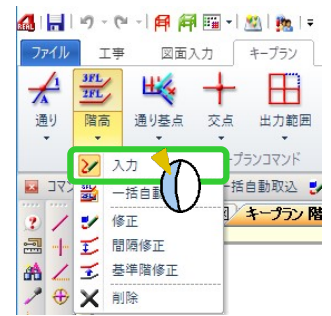 ファイル 工事 図面入力 キープラン
通り 階高 通り基点 交点 出力範囲
3FL
2FL
入力
プランコマンド
コマ
一括自動
括自動取込
修正
キープラン 階
間隔修正
基準階修正
削除